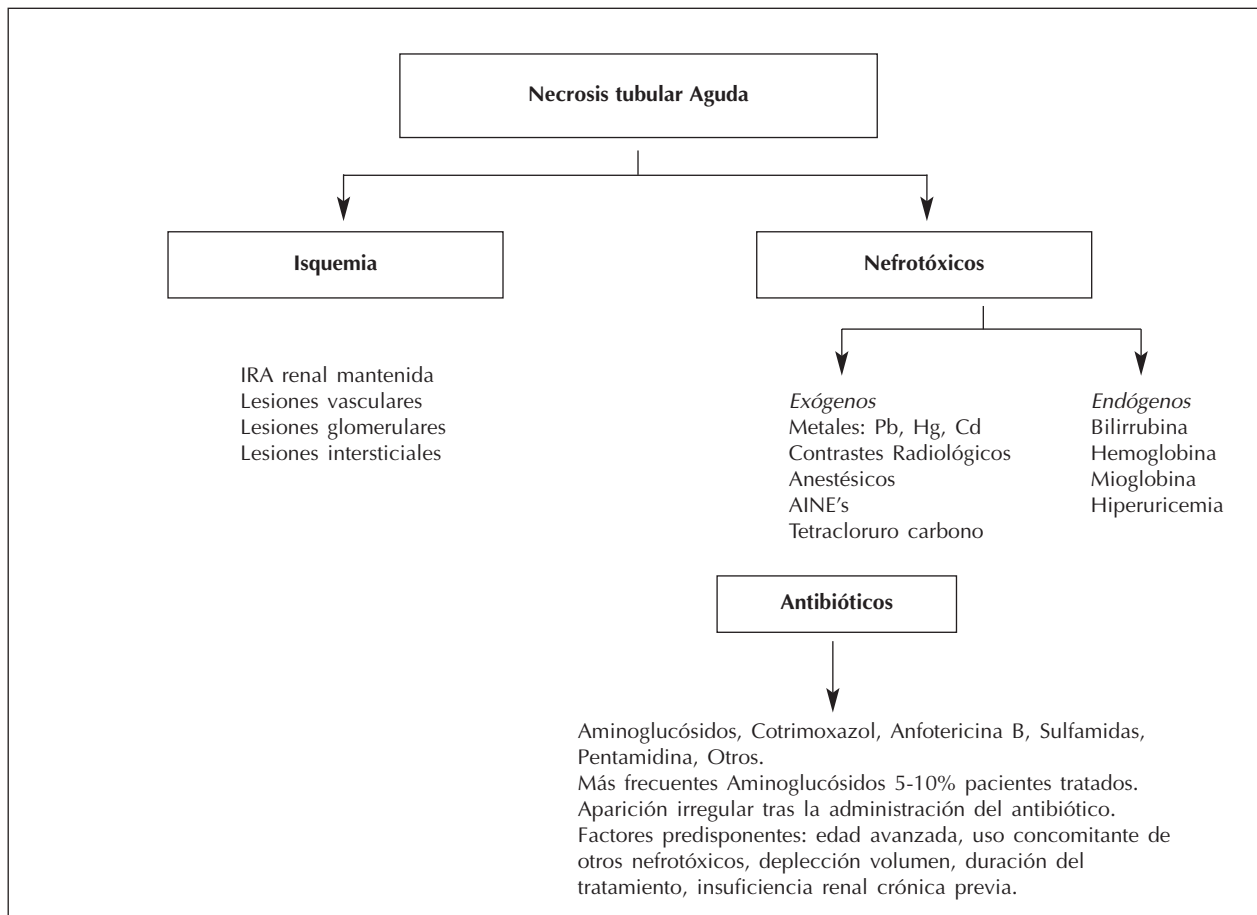 Necrosis tubular Aguda
Isquemia
Nefrotóxicos
IRA renal mantenida
Lesiones vasculares
Lesiones glomerulares
Lesiones intersticiales
Exógenos
Metales: Pb, Hg, Cd
Contrastes Radiológicos
Anestésicos
AINE's
Tetracloruro carbono
Endógenos
Bilirrubina
Hemoglobina
Mioglobina
Hiperuricemia
Antibióticos
Aminoglucósidos, Cotrimoxazol, Anfotericina B, Sulfamidas,
Pentamidina, Otros.
Más frecuentes Aminoglucósidos 5-10% pacientes tratados.
Aparición irregular tras la administración del antibiótico.
Factores predisponentes: edad avanzada, uso concomitante de
otros nefrotóxicos, deplección volumen, duración del
tratamiento, insuficiencia renal crónica previa.